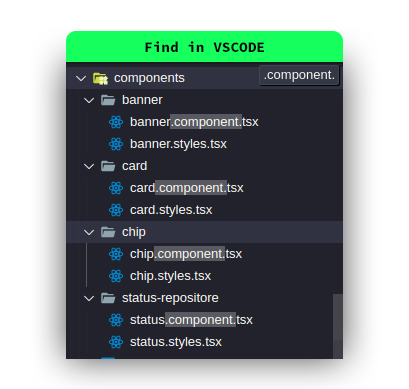 Find in VSCODE
components
.component.
banner
banner.component.tsx
banner.styles.tsx
card
card.component.tsx
card.styles.tsx
chip
chip.component.tsx
chip.styles.tsx
status-repositore
status.component.tsx
status.styles.tsx